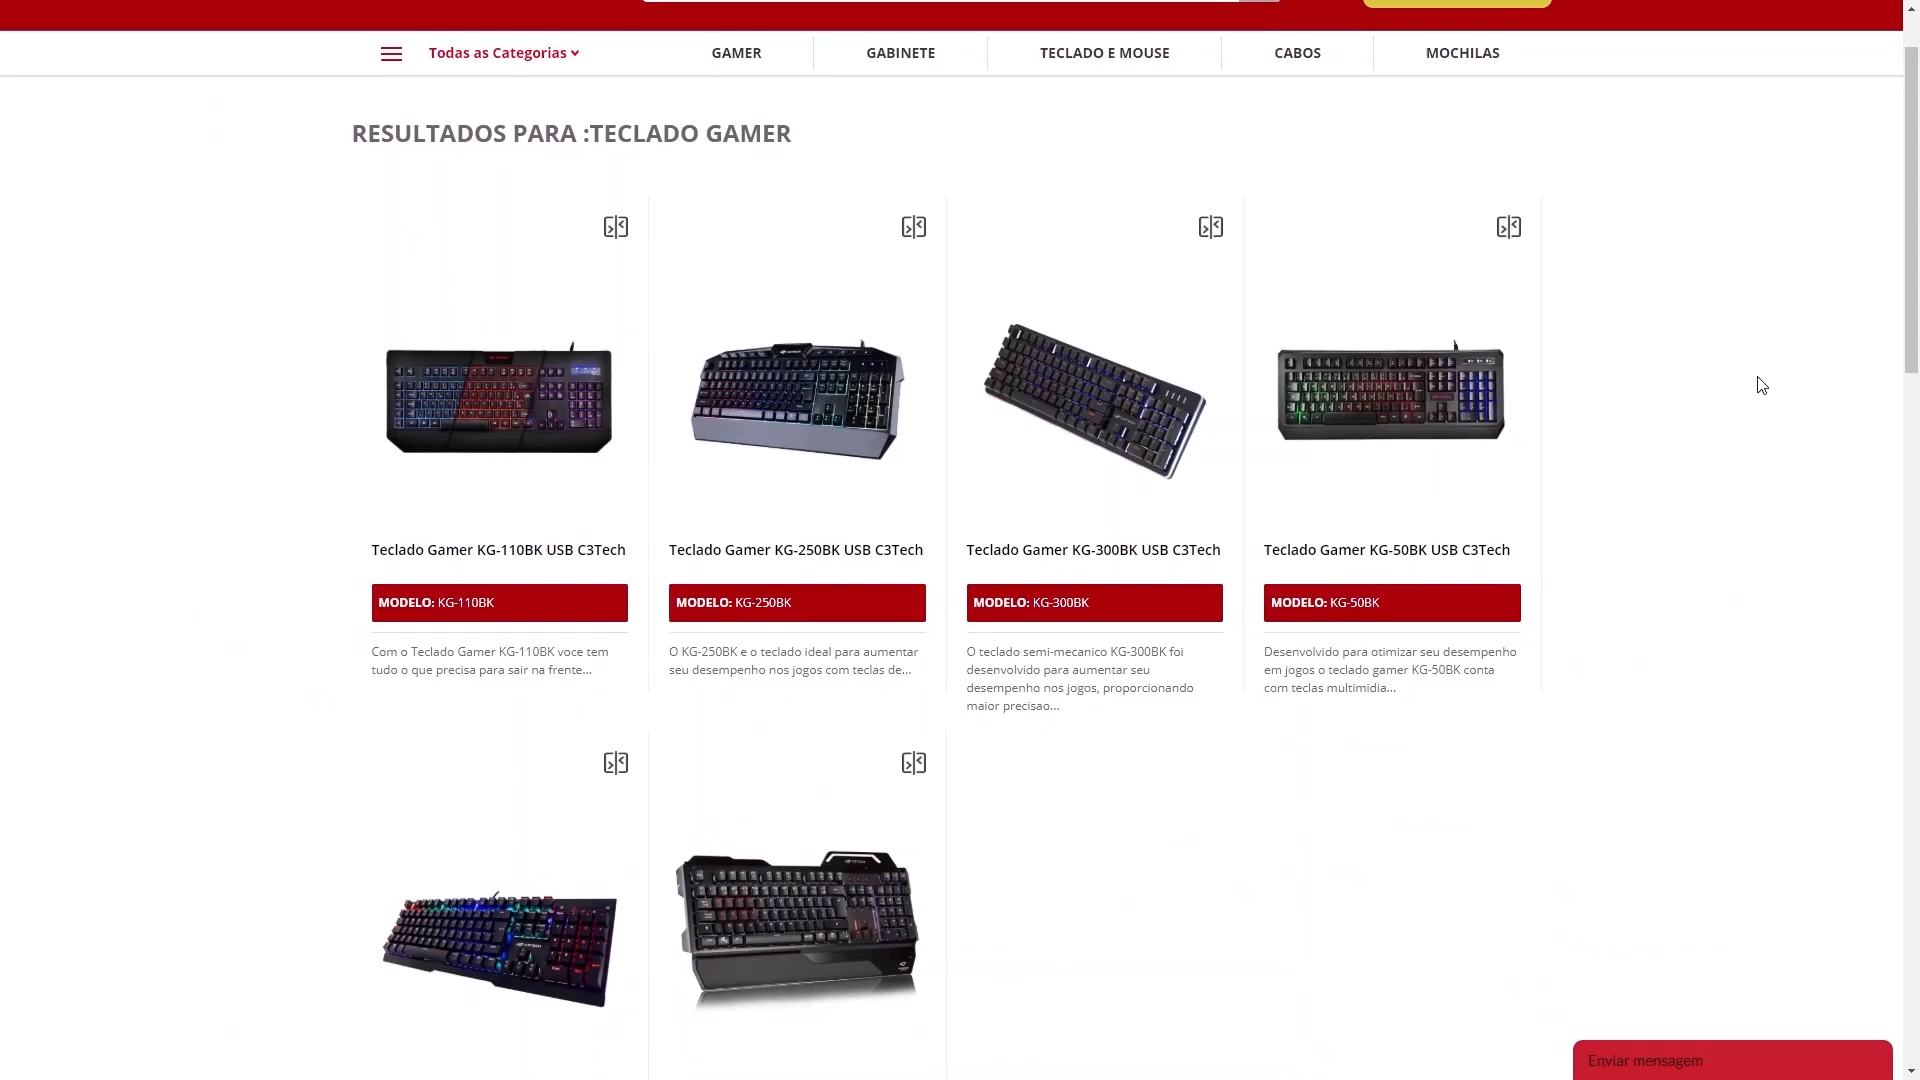 Todas as Categorias
GAMER
GABINETE
TECLADO E MOUSE
CABOS
MOCHILAS
RESULTADOS PARA :TECLADO GAMER
Teclado Gamer KG-110BK USB C3Tech
MODELO: KG-110BK
Com o Teclado Gamer KG-110BK voce tem
tudo o que precisa para sair na frente...
Teclado Gamer KG-250BK USB C3Tech
MODELO: KG-250BK
O KG-250BK e o teclado ideal para aumentar
seu desempenho nos jogos com teclas de...
Teclado Gamer KG-300BK USB C3Tech
MODELO: KG-300BK
O teclado semi-mecanico KG-300BK foi
desenvolvido para aumentar seu
desempenho nos jogos, proporcionando
maior precisao...
Teclado Gamer KG-50BK USB C3Tech
MODELO: KG-50BK
Desenvolvido para otimizar seu desempenho
em jogos o teclado gamer KG-50BK conta
com teclas multimidia...
Enviar mensagem